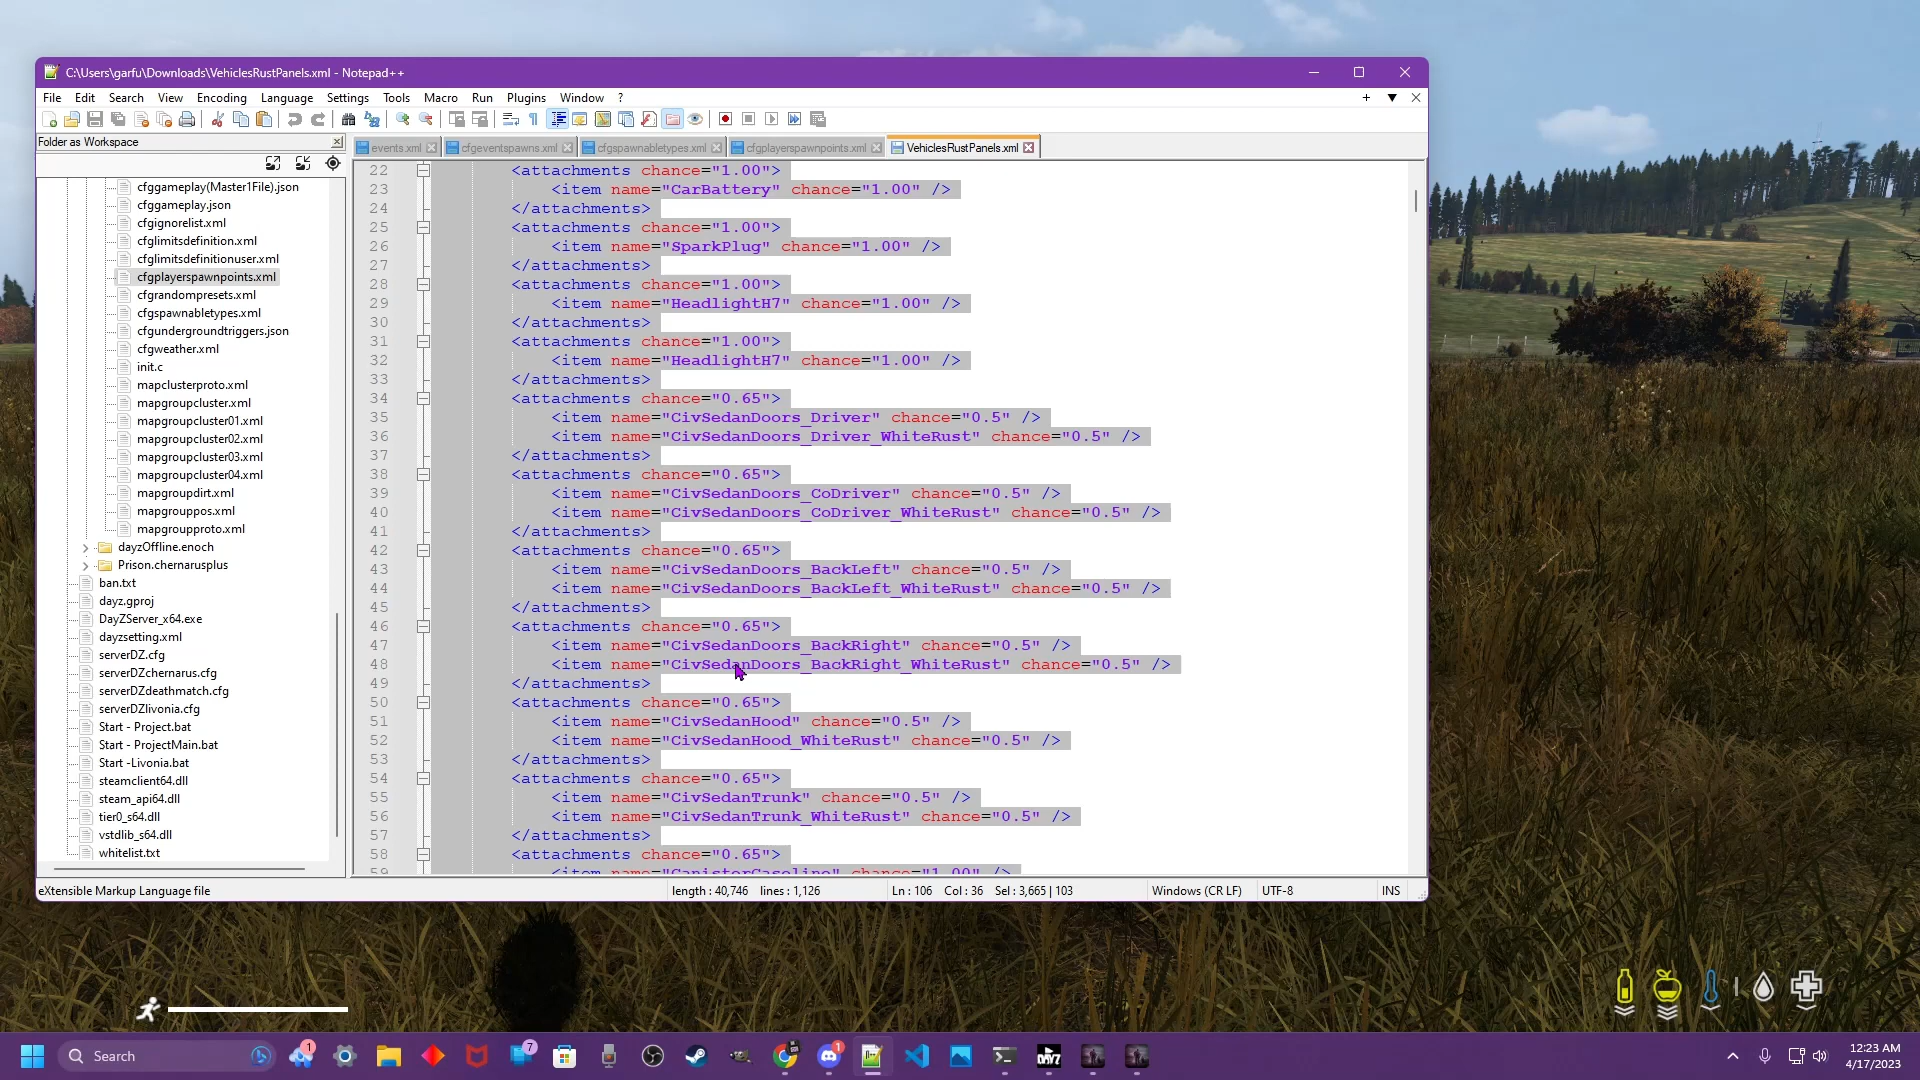 C:\Users\garfu\Downloads\VehiclesRustPanels.xml - Notepad++
File Edit Search View Encoding Language Settings Tools Macro Run Plugins Window ?
Folder as Workspace
events.xml cfgeventspawns.xml cfgspawnabletypes.xml cfgplayerspawnpoints.xml VehiclesRustPanels.xml
cfggameplay(Master1File).json
cfggameplay.json
cfgignorelist.xml
cfglimitsdefinition.xml
cfglimitsdefinitionuser.xml
cfgplayerspawnpoints.xml
cfgrandompresets.xml
cfgspawnabletypes.xml
cfgundergroundtriggers.json
cfgweather.xml
init.c
mapclusterproto.xml
mapgroupcluster.xml
mapgroupcluster01.xml
mapgroupcluster02.xml
mapgroupcluster03.xml
mapgroupcluster04.xml
mapgroupdirt.xml
mapgrouppos.xml
mapgroupproto.xml
dayzOffline.enoch
Prison.chernarusplus
ban.txt
dayz.gproj
DayZServer_x64.exe
dayzsetting.xml
serverDZ.cfg
serverDZchernarus.cfg
serverDZdeathmatch.cfg
serverDZlivonia.cfg
Start - Project.bat
Start - ProjectMain.bat
Start -Livonia.bat
steamclient64.dll
steam_api64.dll
tier0_s64.dll
vstdlib_s64.dll
whitelist.txt
22 <attachments chance="1.00">
23 <item name="CarBattery" chance="1.00" />
24 </attachments>
25 <attachments chance="1.00">
26 <item name="SparkPlug" chance="1.00" />
27 </attachments>
28 <attachments chance="1.00">
29 <item name="HeadlightH7" chance="1.00" />
30 </attachments>
31 <attachments chance="1.00">
32 <item name="HeadlightH7" chance="1.00" />
33 </attachments>
34 <attachments chance="0.65">
35 <item name="CivSedanDoors_Driver" chance="0.5" />
36 <item name="CivSedanDoors_Driver_WhiteRust" chance="0.5" />
37 </attachments>
38 <attachments chance="0.65">
39 <item name="CivSedanDoors_CoDriver" chance="0.5" />
40 <item name="CivSedanDoors_CoDriver_WhiteRust" chance="0.5" />
41 </attachments>
42 <attachments chance="0.65">
43 <item name="CivSedanDoors_BackLeft" chance="0.5" />
44 <item name="CivSedanDoors_BackLeft_WhiteRust" chance="0.5" />
45 </attachments>
46 <attachments chance="0.65">
47 <item name="CivSedanDoors_BackRight" chance="0.5" />
48 <item name="CivSedanDoors_BackRight_WhiteRust" chance="0.5" />
49 </attachments>
50 <attachments chance="0.65">
51 <item name="CivSedanHood" chance="0.5" />
52 <item name="CivSedanHood_WhiteRust" chance="0.5" />
53 </attachments>
54 <attachments chance="0.65">
55 <item name="CivSedanTrunk" chance="0.5" />
56 <item name="CivSedanTrunk_WhiteRust" chance="0.5" />
57 </attachments>
58 <attachments chance="0.65">
59 <item name="CanisterGasoline" chance="1.00" />
eXtensible Markup Language file length : 40,746 lines : 1,126 Ln : 106 Col : 36 Sel : 3,665 | 103 Windows (CR LF) UTF-8 INS
Search 1 7 1 DAYZ
12:23 AM
4/17/2023